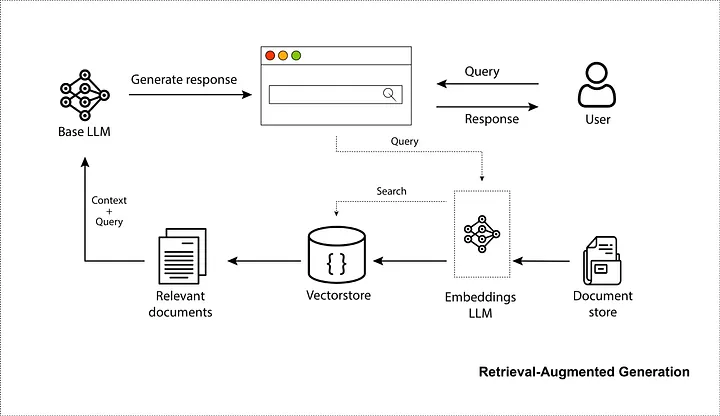 Generate response
Query
Response
Base LLM
User
Query
Search
Context
+
Query
{ }
Relevant
documents
Vectorstore
Embeddings
LLM
Document
store
Retrieval-Augmented Generation